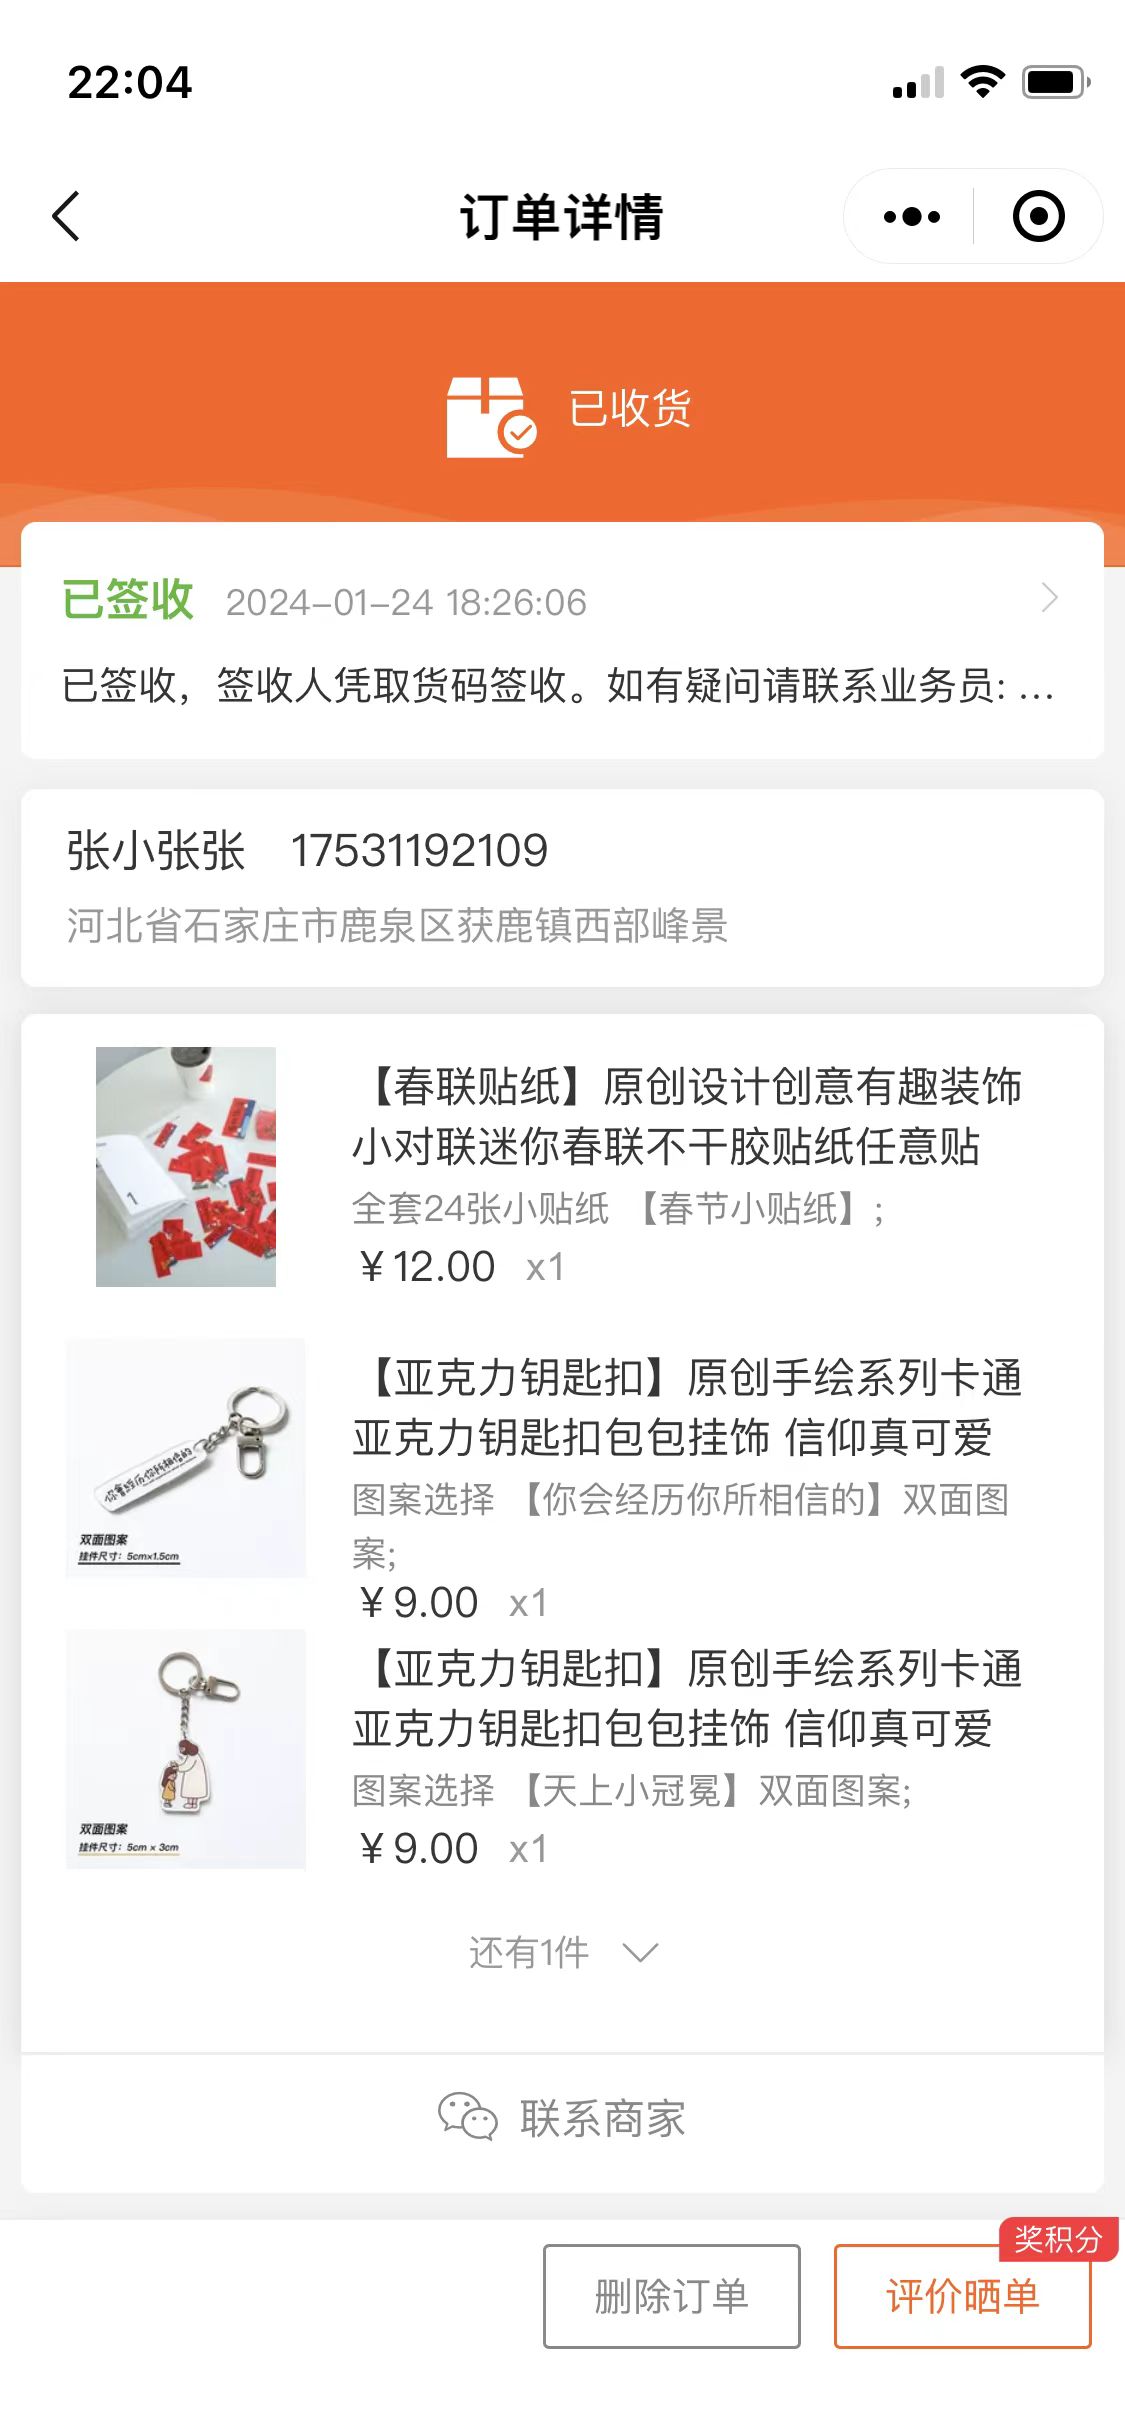 22:04
订单详情
已收货
已签收 2024-01-24 18:26:06
已签收，签收人凭取货码签收。如有疑问请联系业务员: ...
张小张张 17531192109
河北省石家庄市鹿泉区获鹿镇西部峰景
【春联贴纸】原创设计创意有趣装饰
小对联迷你春联不干胶贴纸任意贴
全套24张小贴纸 【春节小贴纸】;
1
¥12.00 x1
【亚克力钥匙扣】原创手绘系列卡通
亚克力钥匙扣包包挂饰 信仰真可爱
你会经历你所相信的
图案选择 【你会经历你所相信的】双面图
案;
双面图案
挂件尺寸：5cmx1.5cm
¥9.00 x1
【亚克力钥匙扣】原创手绘系列卡通
亚克力钥匙扣包包挂饰 信仰真可爱
图案选择 【天上小冠冕】双面图案;
双面图案
挂件尺寸：5cm x 3cm
¥9.00 x1
还有1件
联系商家
奖积分
删除订单
评价晒单